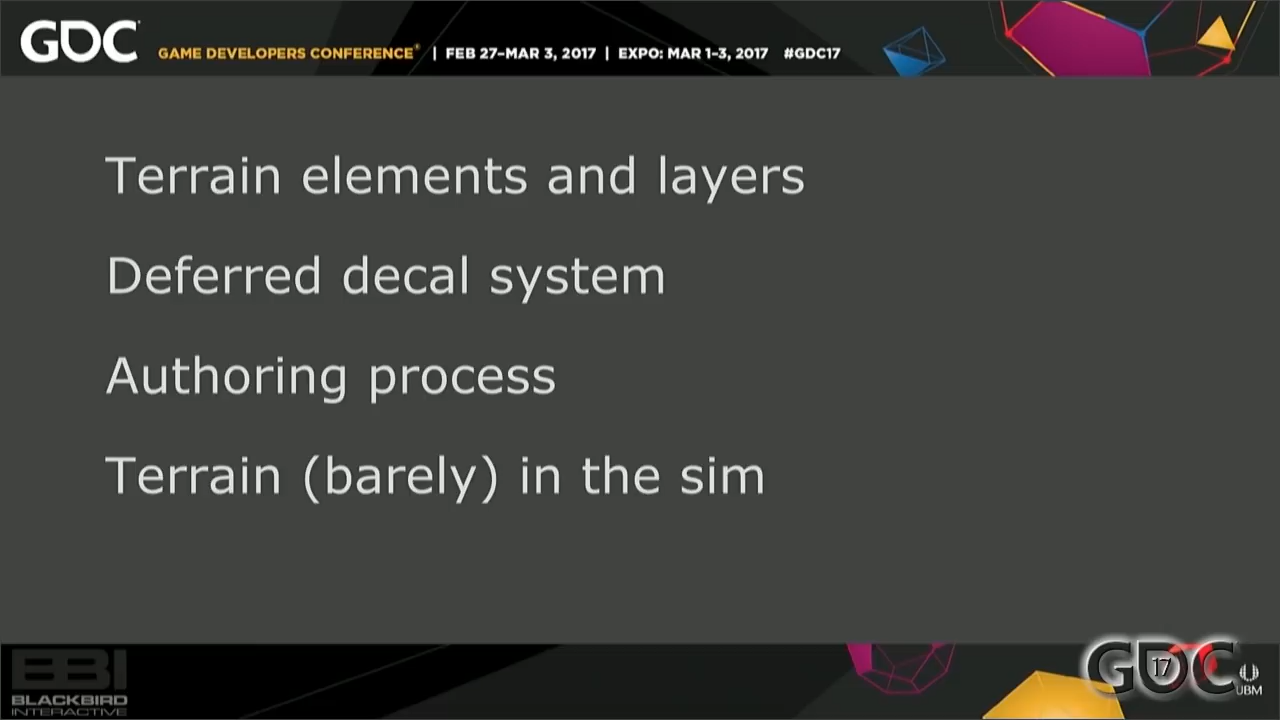 GDC GAME DEVELOPERS CONFERENCE® | FEB 27–MAR 3, 2017 | EXPO: MAR 1–3, 2017 #GDC17
Terrain elements and layers
Deferred decal system
Authoring process
Terrain (barely) in the sim
BBI
BLACKBIRD
INTERACTIVE
GDC
17
UBM